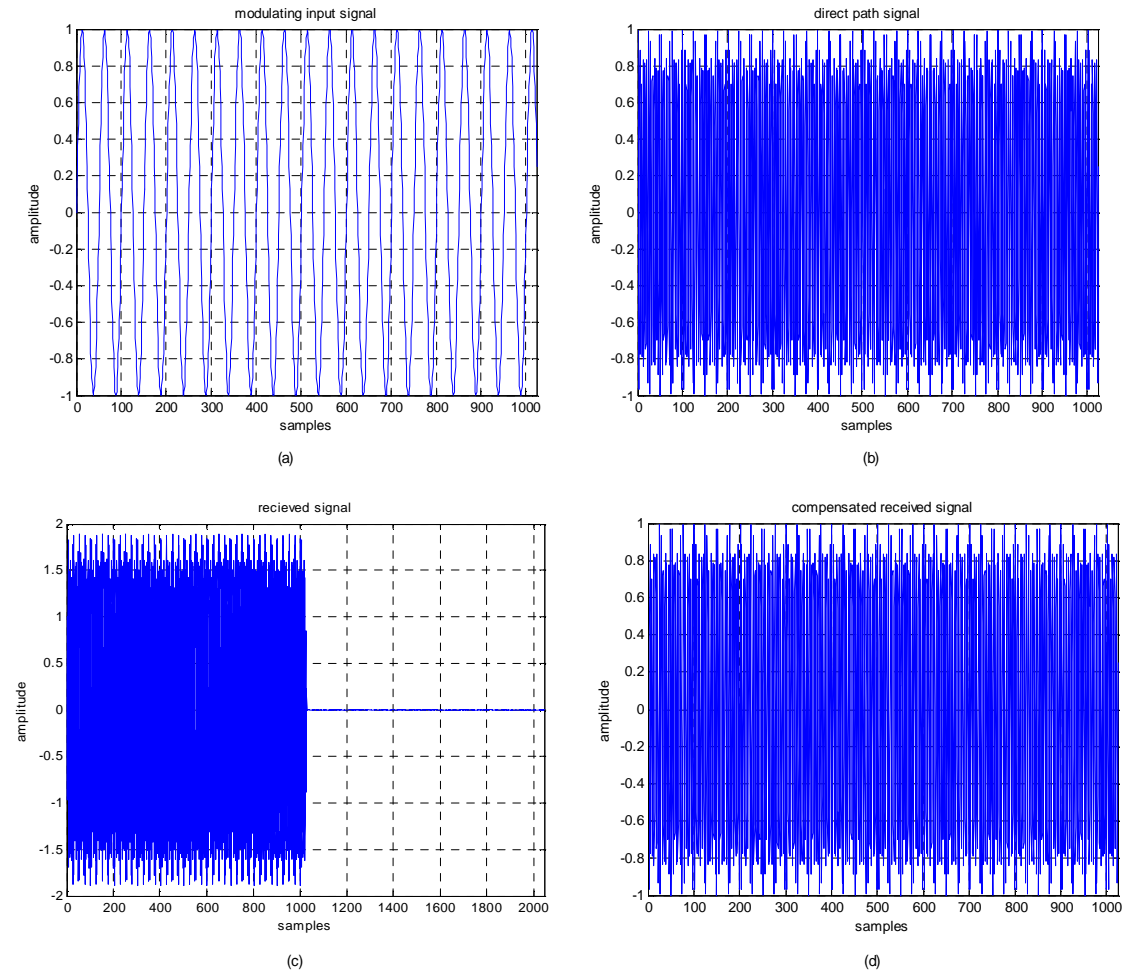 modulating input signal
1
0.8
0.6
0.4
0.2
0
-0.2
-0.4
-0.6
-0.8
-1
amplitude
0 100 200 300 400 500 600 700 800 900 1000
samples
(a)
direct path signal
1
0.8
0.6
0.4
0.2
0
-0.2
-0.4
-0.6
-0.8
-1
amplitude
0 100 200 300 400 500 600 700 800 900 1000
samples
(b)
recieved signal
2
1.5
1
0.5
0
-0.5
-1
-1.5
-2
amplitude
0 200 400 600 800 1000 1200 1400 1600 1800 2000
samples
(c)
compensated received signal
1
0.8
0.6
0.4
0.2
0
-0.2
-0.4
-0.6
-0.8
-1
amplitude
0 100 200 300 400 500 600 700 800 900 1000
samples
(d)